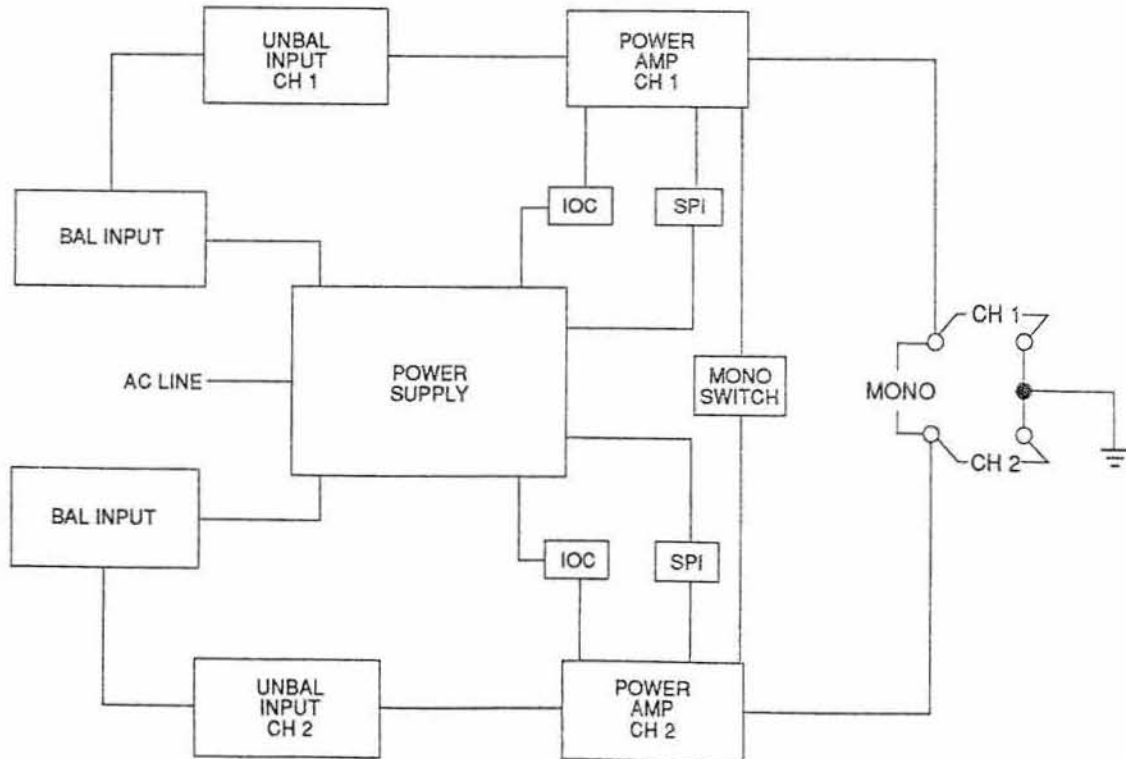 UNBAL
INPUT
CH 1
POWER
AMP
CH 1
BAL INPUT
IOC
SPI
CH 1
AC LINE
POWER
SUPPLY
MONO
SWITCH
MONO
CH 2
BAL INPUT
IOC
SPI
UNBAL
INPUT
CH 2
POWER
AMP
CH 2